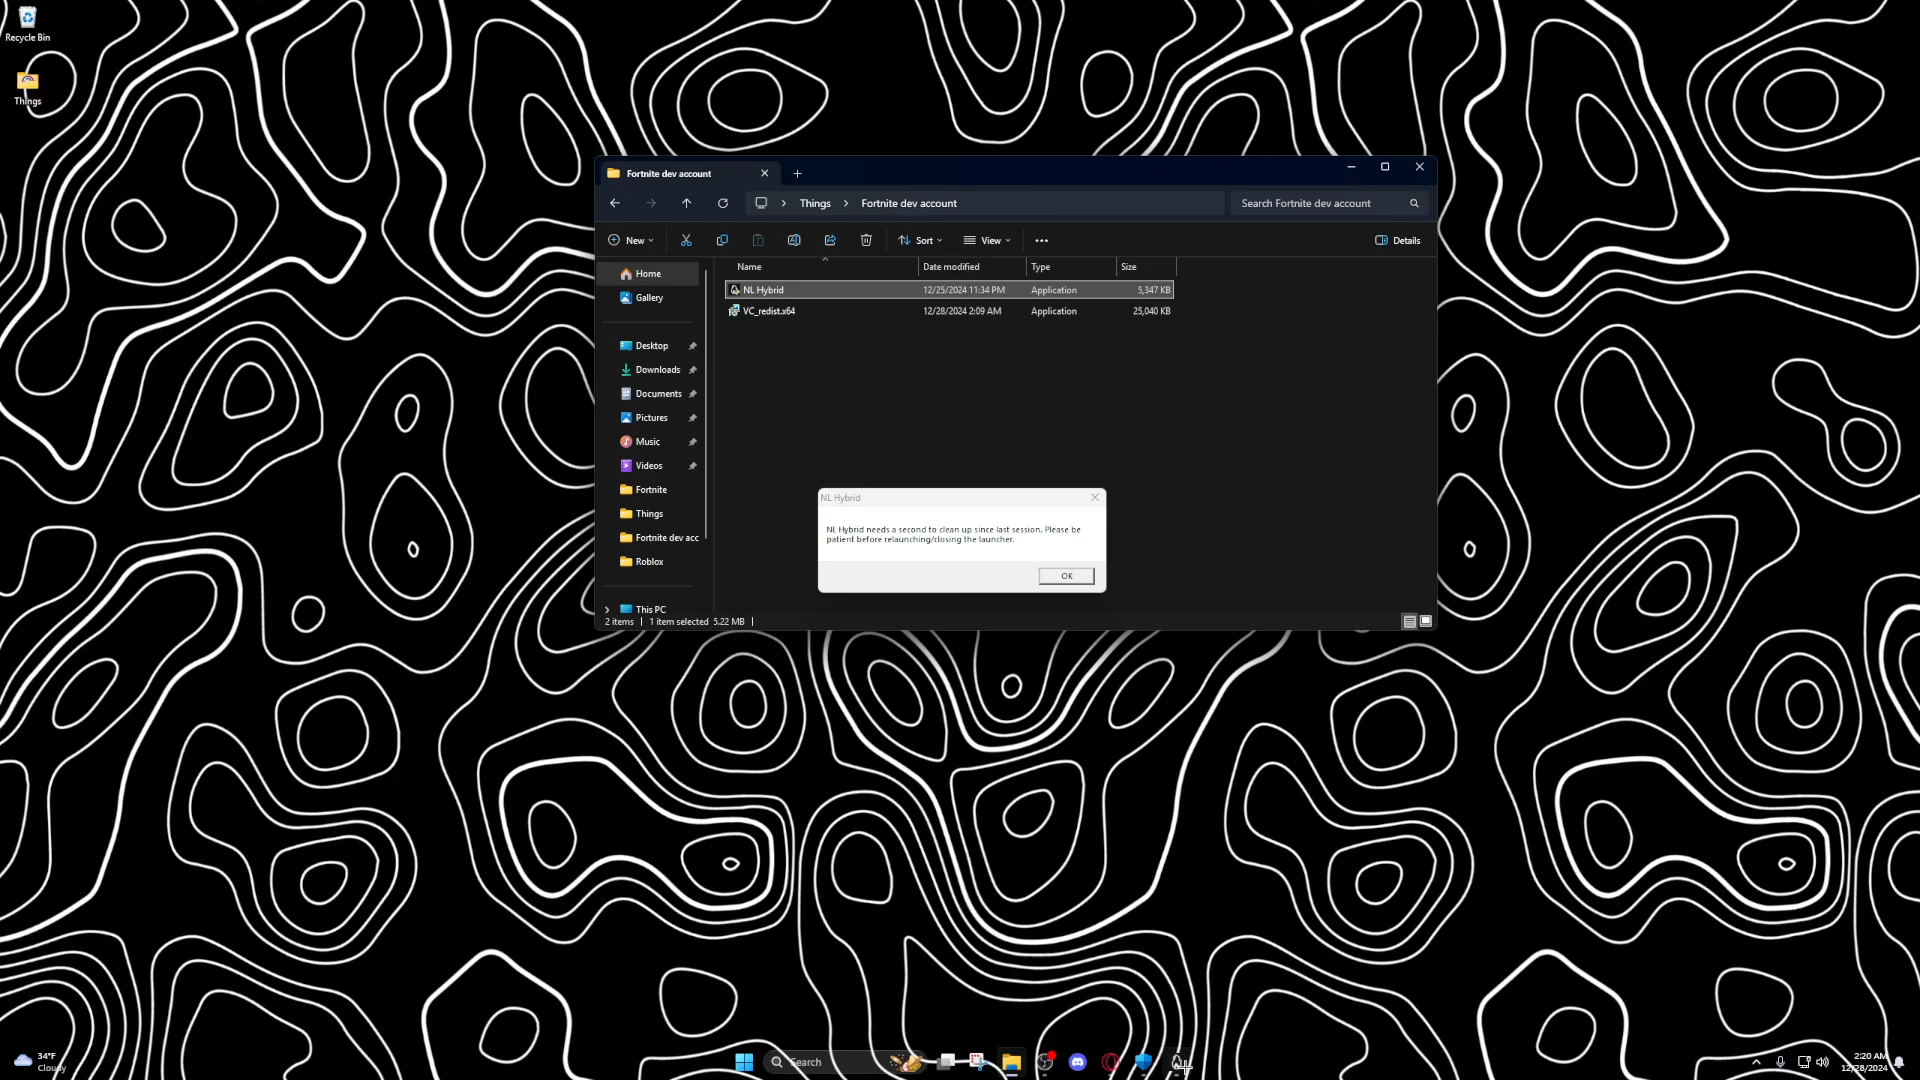 Recycle Bin
Things
Fortnite dev account
Things > Fortnite dev account
Search Fortnite dev account
New
Sort
View
Details
Name
Date modified
Type
Size
NL Hybrid
12/25/2024 11:34 PM
Application
5,347 KB
VC_redist.x64
12/28/2024 2:09 AM
Application
25,040 KB
Home
Gallery
Desktop
Downloads
Documents
Pictures
Music
Videos
Fortnite
Things
Fortnite dev acc
Roblox
This PC
2 items
1 item selected 5.22 MB
NL Hybrid
NL Hybrid needs a second to clean up since last session. Please be
patient before relaunching/closing the launcher.
OK
34°F
Cloudy
Search
2:20 AM
12/28/2024